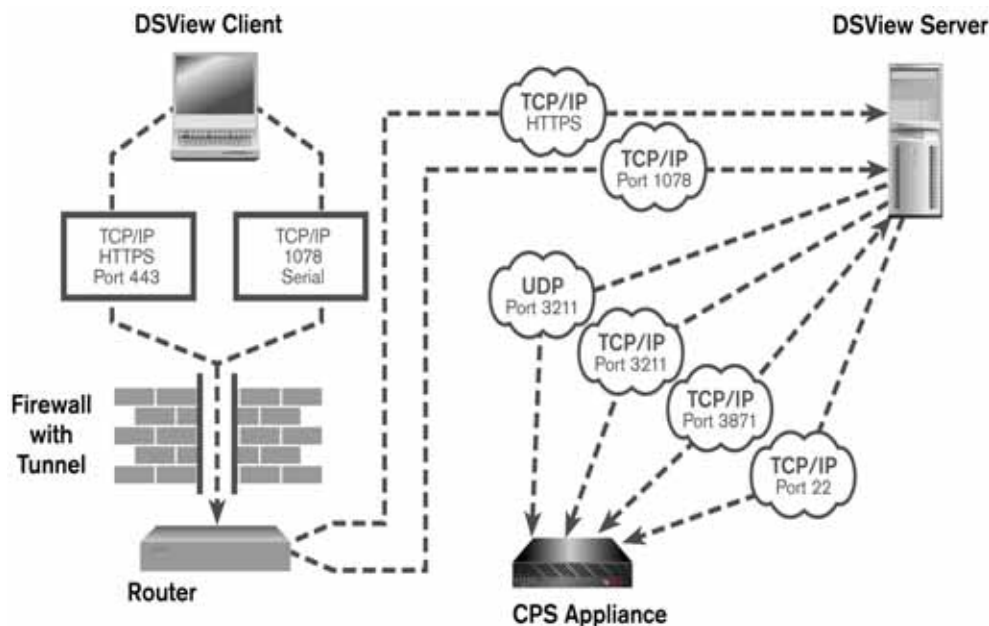 DSView Client
DSView Server
TCP/IP
HTTPS
TCP/IP
Port 1078
TCP/IP
HTTPS
Port 443
TCP/IP
1078
Serial
UDP
Port 3211
TCP/IP
Port 3211
TCP/IP
Port 3871
TCP/IP
Port 22
Firewall
with
Tunnel
Router
CPS Appliance